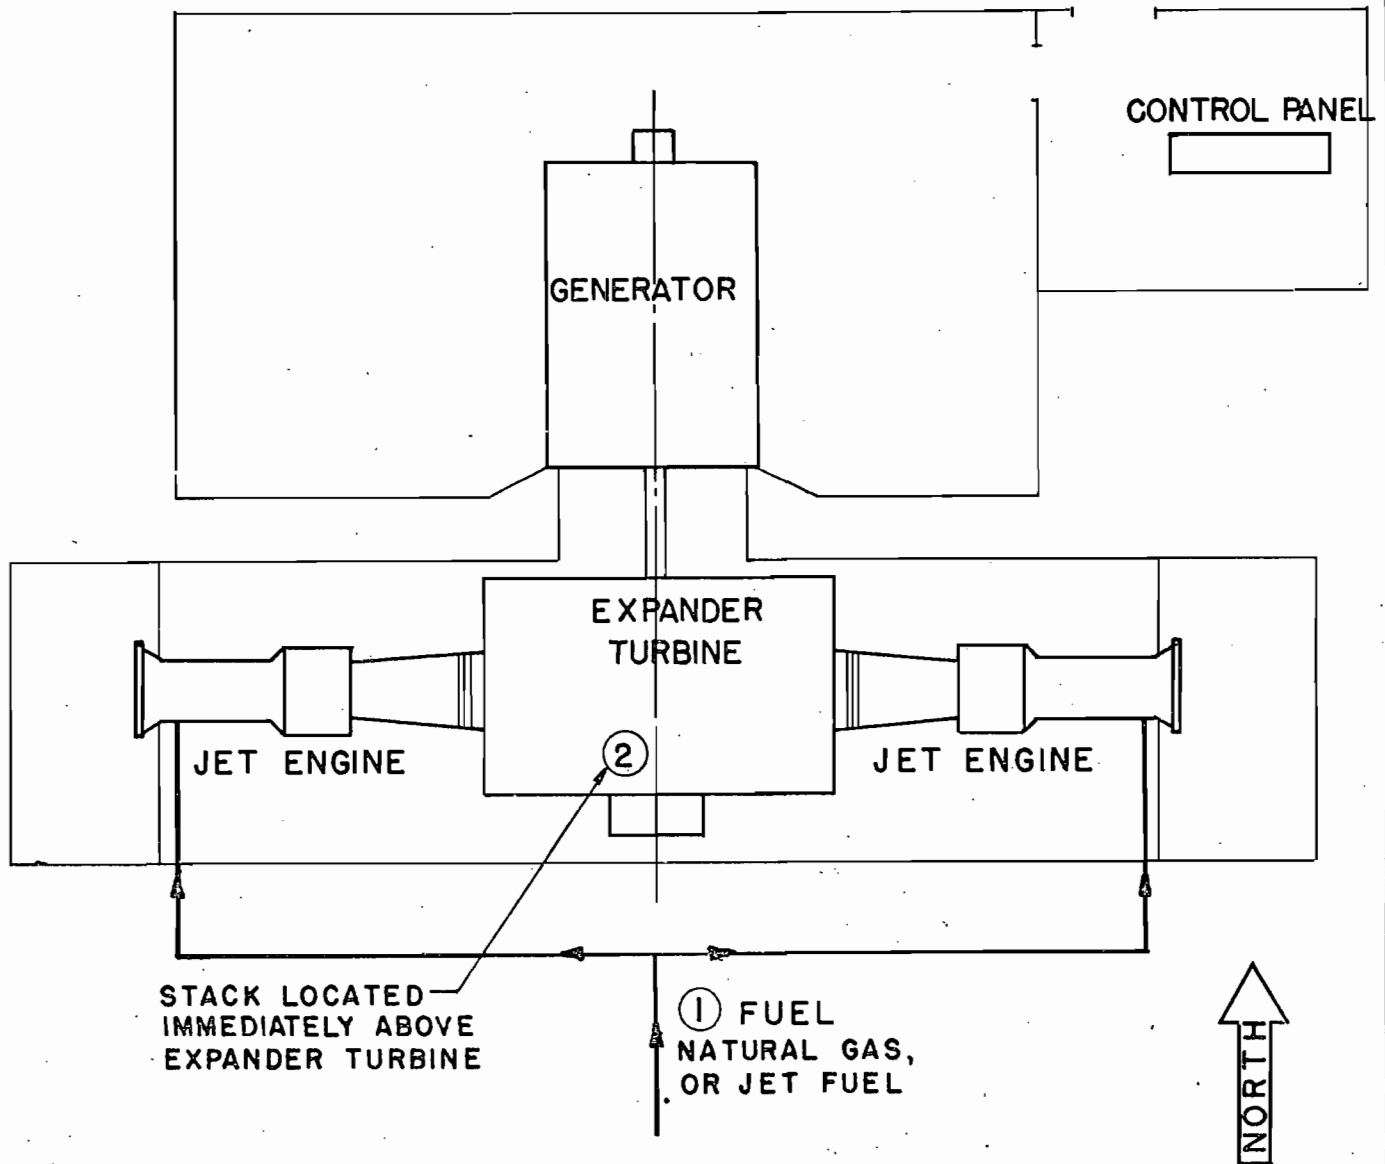 CONTROL PANEL
GENERATOR
EXPANDER
TURBINE
2
JET ENGINE
JET ENGINE
STACK LOCATED
IMMEDIATELY ABOVE
EXPANDER TURBINE
1 FUEL
NATURAL GAS,
OR JET FUEL
NORTH